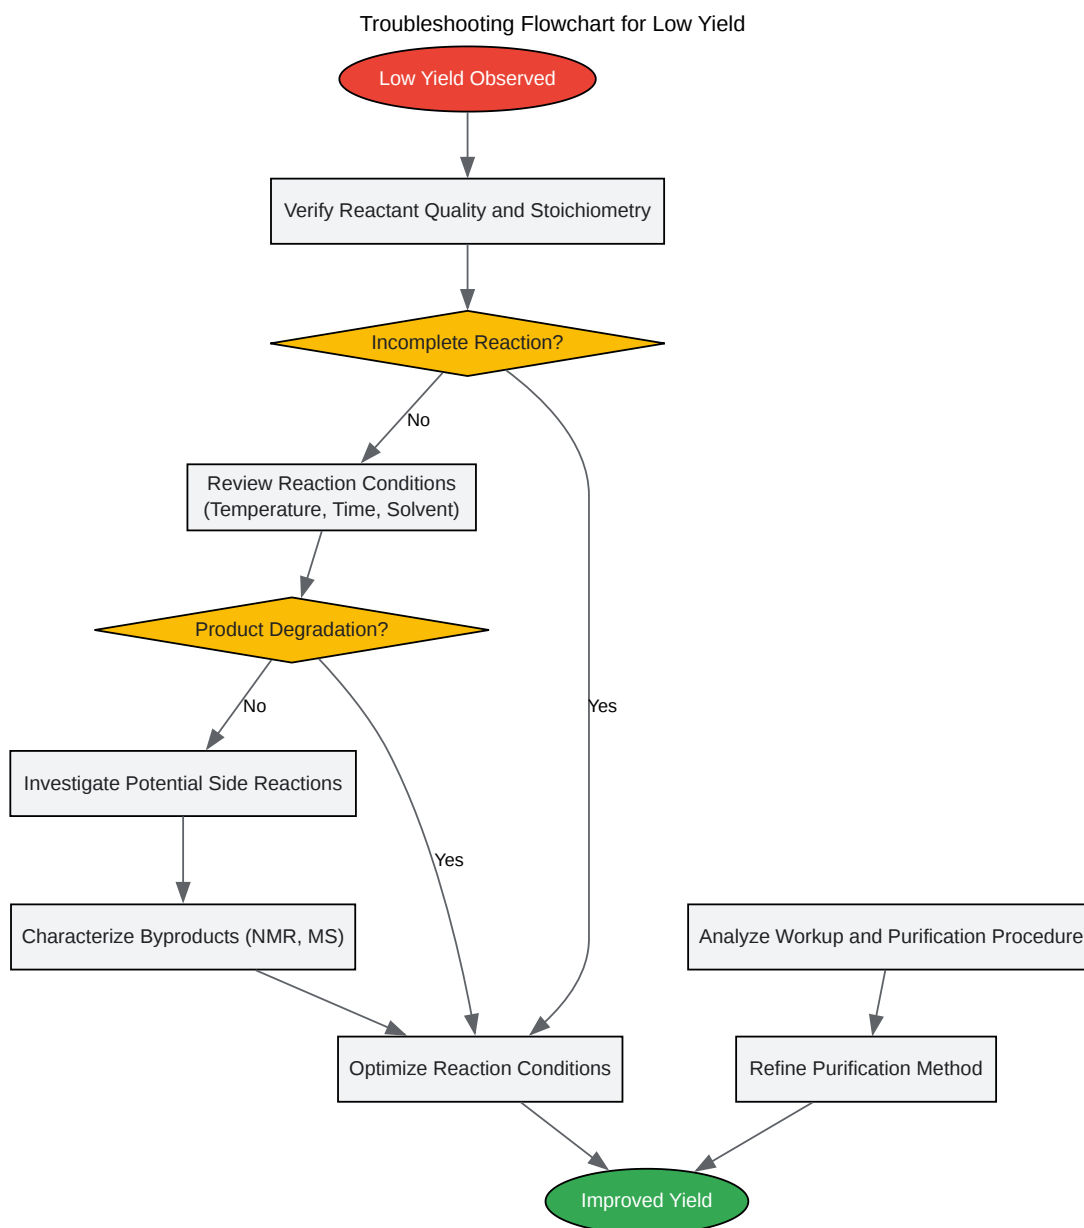 Troubleshooting Flowchart for Low Yield
Low Yield Observed
Verify Reactant Quality and Stoichiometry
Incomplete Reaction?
No
Review Reaction Conditions
(Temperature, Time, Solvent)
Product Degradation?
No
Yes
Investigate Potential Side Reactions
Yes
Characterize Byproducts (NMR, MS)
Analyze Workup and Purification Procedure
Optimize Reaction Conditions
Refine Purification Method
Improved Yield